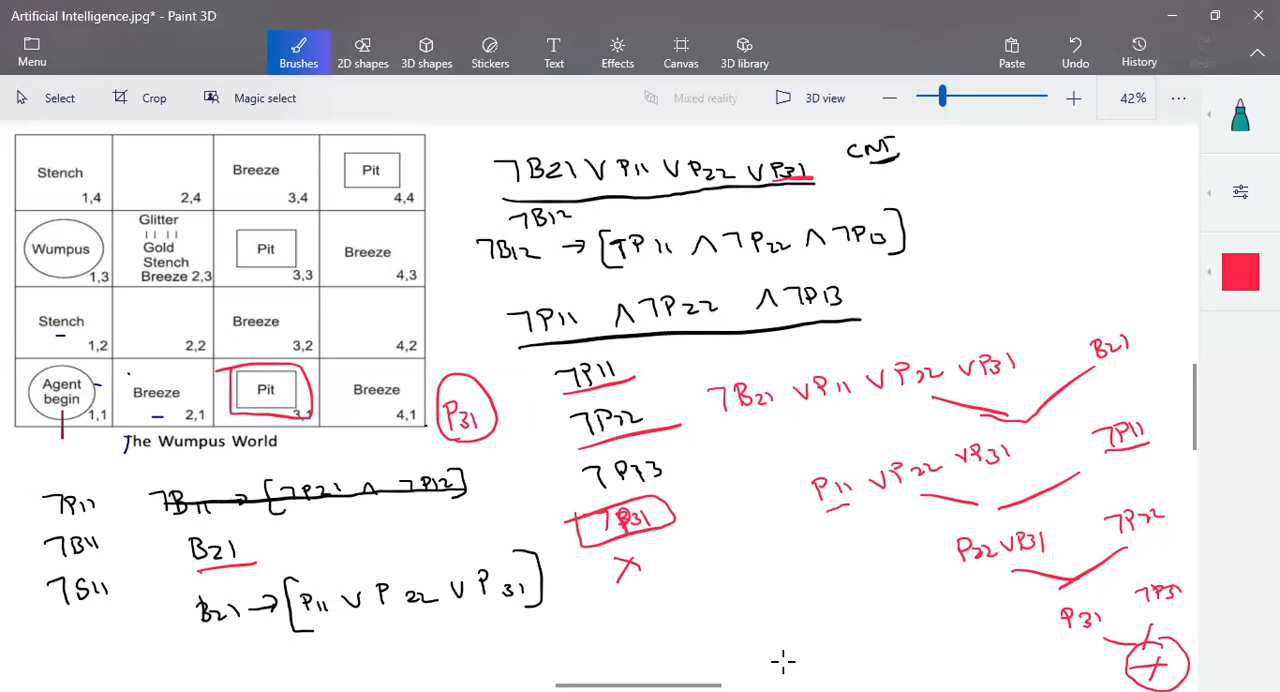 Artificial Intelligence.jpg* - Paint 3D
Menu
Brushes
2D shapes
3D shapes
Stickers
Text
Effects
Canvas
3D library
Paste
Undo
History
Redo
Select
Crop
Magic select
Mixed reality
3D view
42%
Stench
1,4
2,4
Breeze
3,4
Pit
4,4
Wumpus
1,3
Glitter
Gold
Stench
Breeze 2,3
Pit
3,3
Breeze
4,3
Stench
1,2
2,2
Breeze
3,2
4,2
Agent
begin
1,1
Breeze
2,1
Pit
3,1
Breeze
4,1
The Wumpus World
P31
¬P11
¬B11
¬S11
¬B11 → [¬P21 ∧ ¬P12]
B21
B21 → [P11 ∨ P22 ∨ P31]
¬B21 ∨ P11 ∨ P22 ∨ P31
CNF
¬B12
¬B12 → [¬P11 ∧ ¬P22 ∧ ¬P13]
¬P11 ∧ ¬P22 ∧ ¬P13
¬P11
¬P22
¬P33
¬P31
X
¬B21 ∨ P11 ∨ P22 ∨ P31
B21
P11 ∨ P22 ∨ P31
¬P11
P22 ∨ P31
¬P22
P31
¬P31